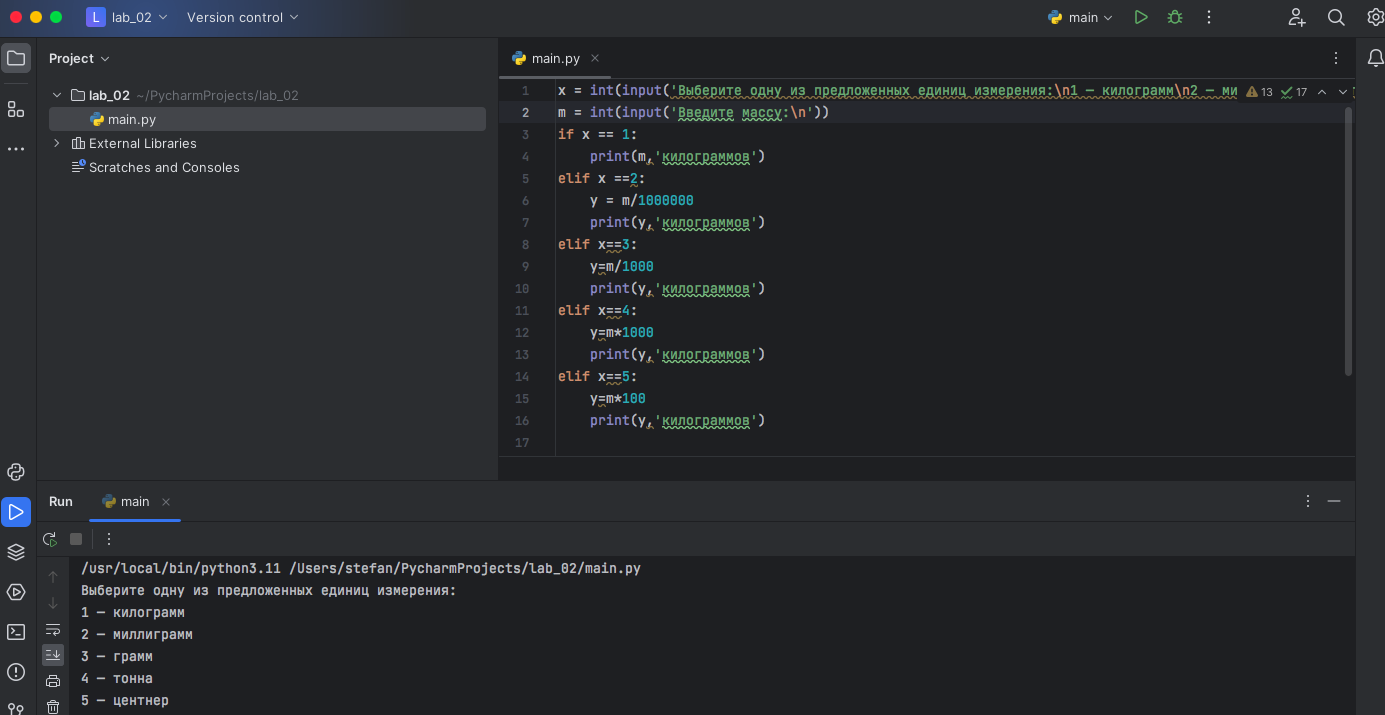 L lab_02 Version control main
Project
lab_02 ~/PycharmProjects/lab_02
main.py
External Libraries
Scratches and Consoles
main.py
1 x = int(input('Выберите одну из предложенных единиц измерения:\n1 — килограмм\n2 — ми 13 17
2 m = int(input('Введите массу:\n'))
3 if x == 1:
4     print(m,'килограммов')
5 elif x ==2:
6     y = m/1000000
7     print(y,'килограммов')
8 elif x==3:
9     y=m/1000
10     print(y,'килограммов')
11 elif x==4:
12     y=m*1000
13     print(y,'килограммов')
14 elif x==5:
15     y=m*100
16     print(y,'килограммов')
17
Run main
/usr/local/bin/python3.11 /Users/stefan/PycharmProjects/lab_02/main.py
Выберите одну из предложенных единиц измерения:
1 — килограмм
2 — миллиграмм
3 — грамм
4 — тонна
5 — центнер